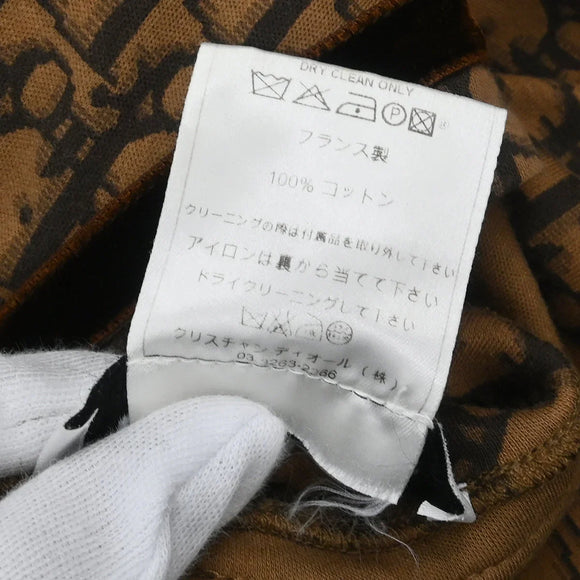 DRY CLEAN ONLY
P
フランス製
100% コットン
クリーニングの際は付属品を取り外して下さい
アイロンは裏から当てて下さい
ドライクリーニングして下さい
クリスチャン ディオール (株)
03 3263-2266